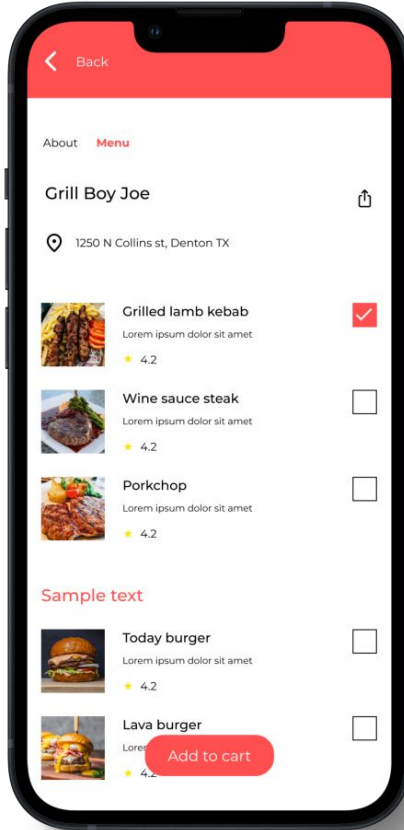 Back
About Menu
Grill Boy Joe
1250 N Collins st, Denton TX
Grilled lamb kebab
Lorem ipsum dolor sit amet
4.2
Wine sauce steak
Lorem ipsum dolor sit amet
4.2
Porkchop
Lorem ipsum dolor sit amet
4.2
Sample text
Today burger
Lorem ipsum dolor sit amet
4.2
Lava burger
Add to cart